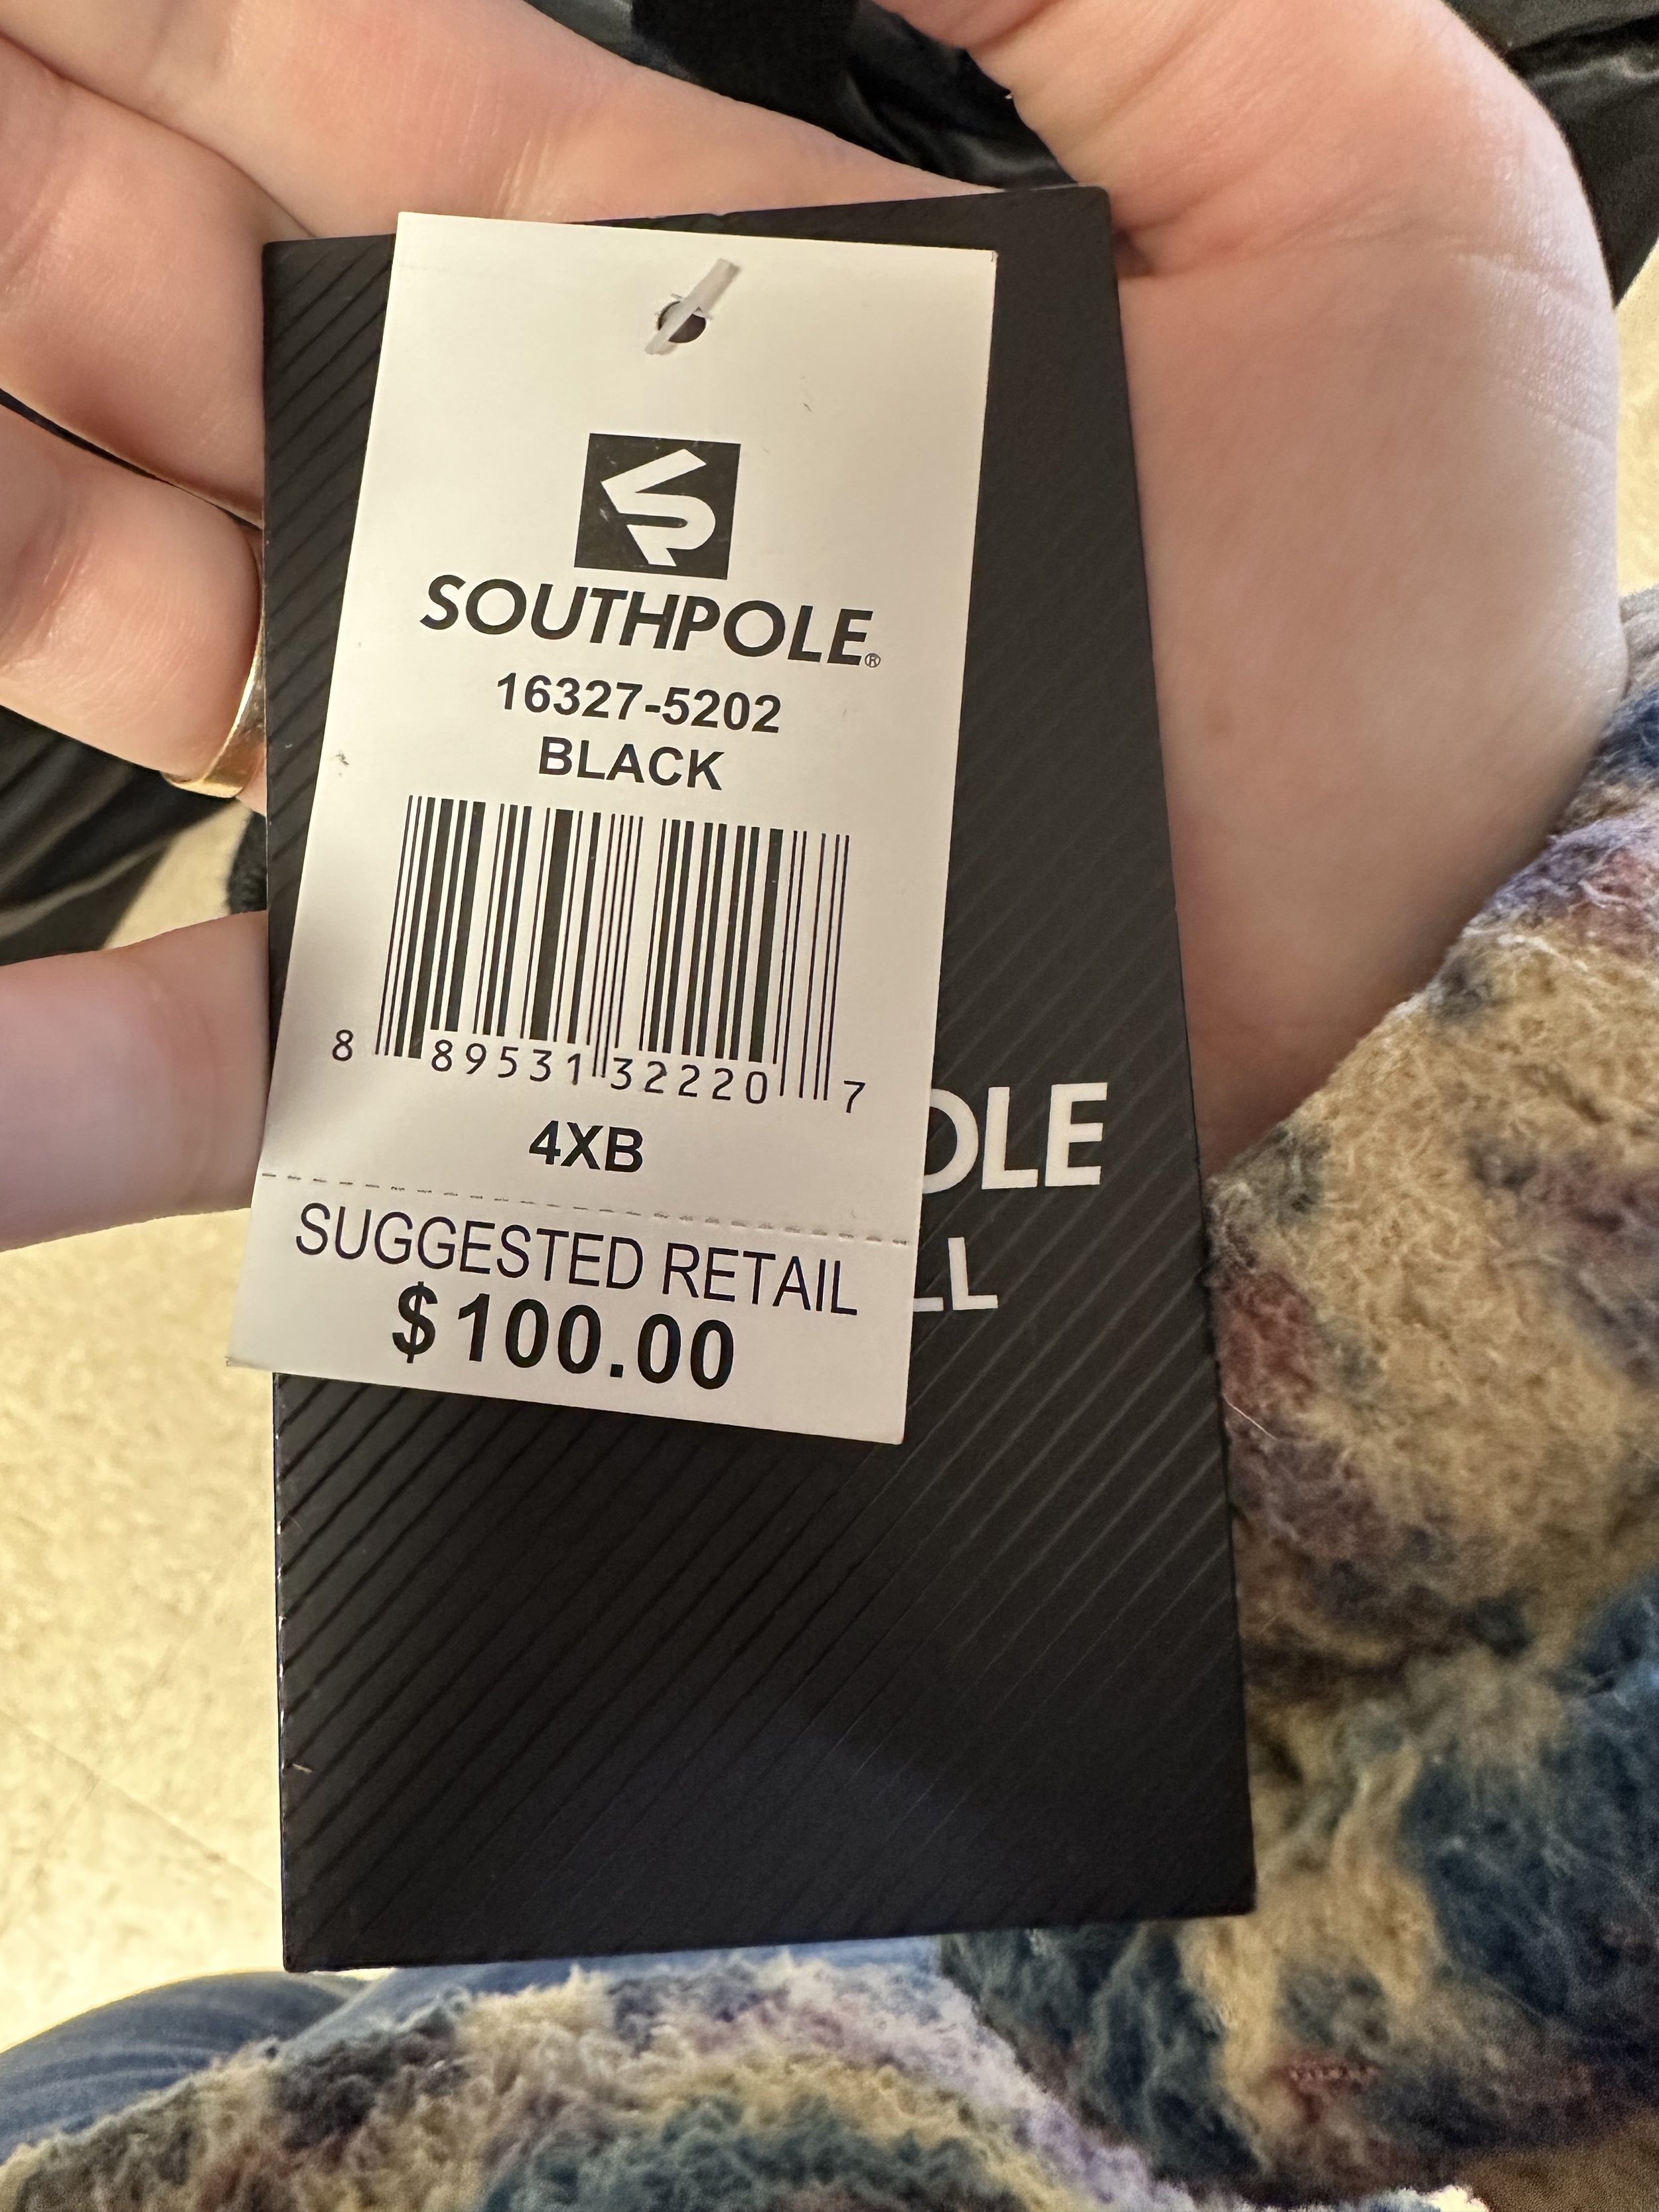 SOUTHPOLE®
16327-5202
BLACK
8 89531 32220 7
4XB
SUGGESTED RETAIL
$100.00
OLE
LL